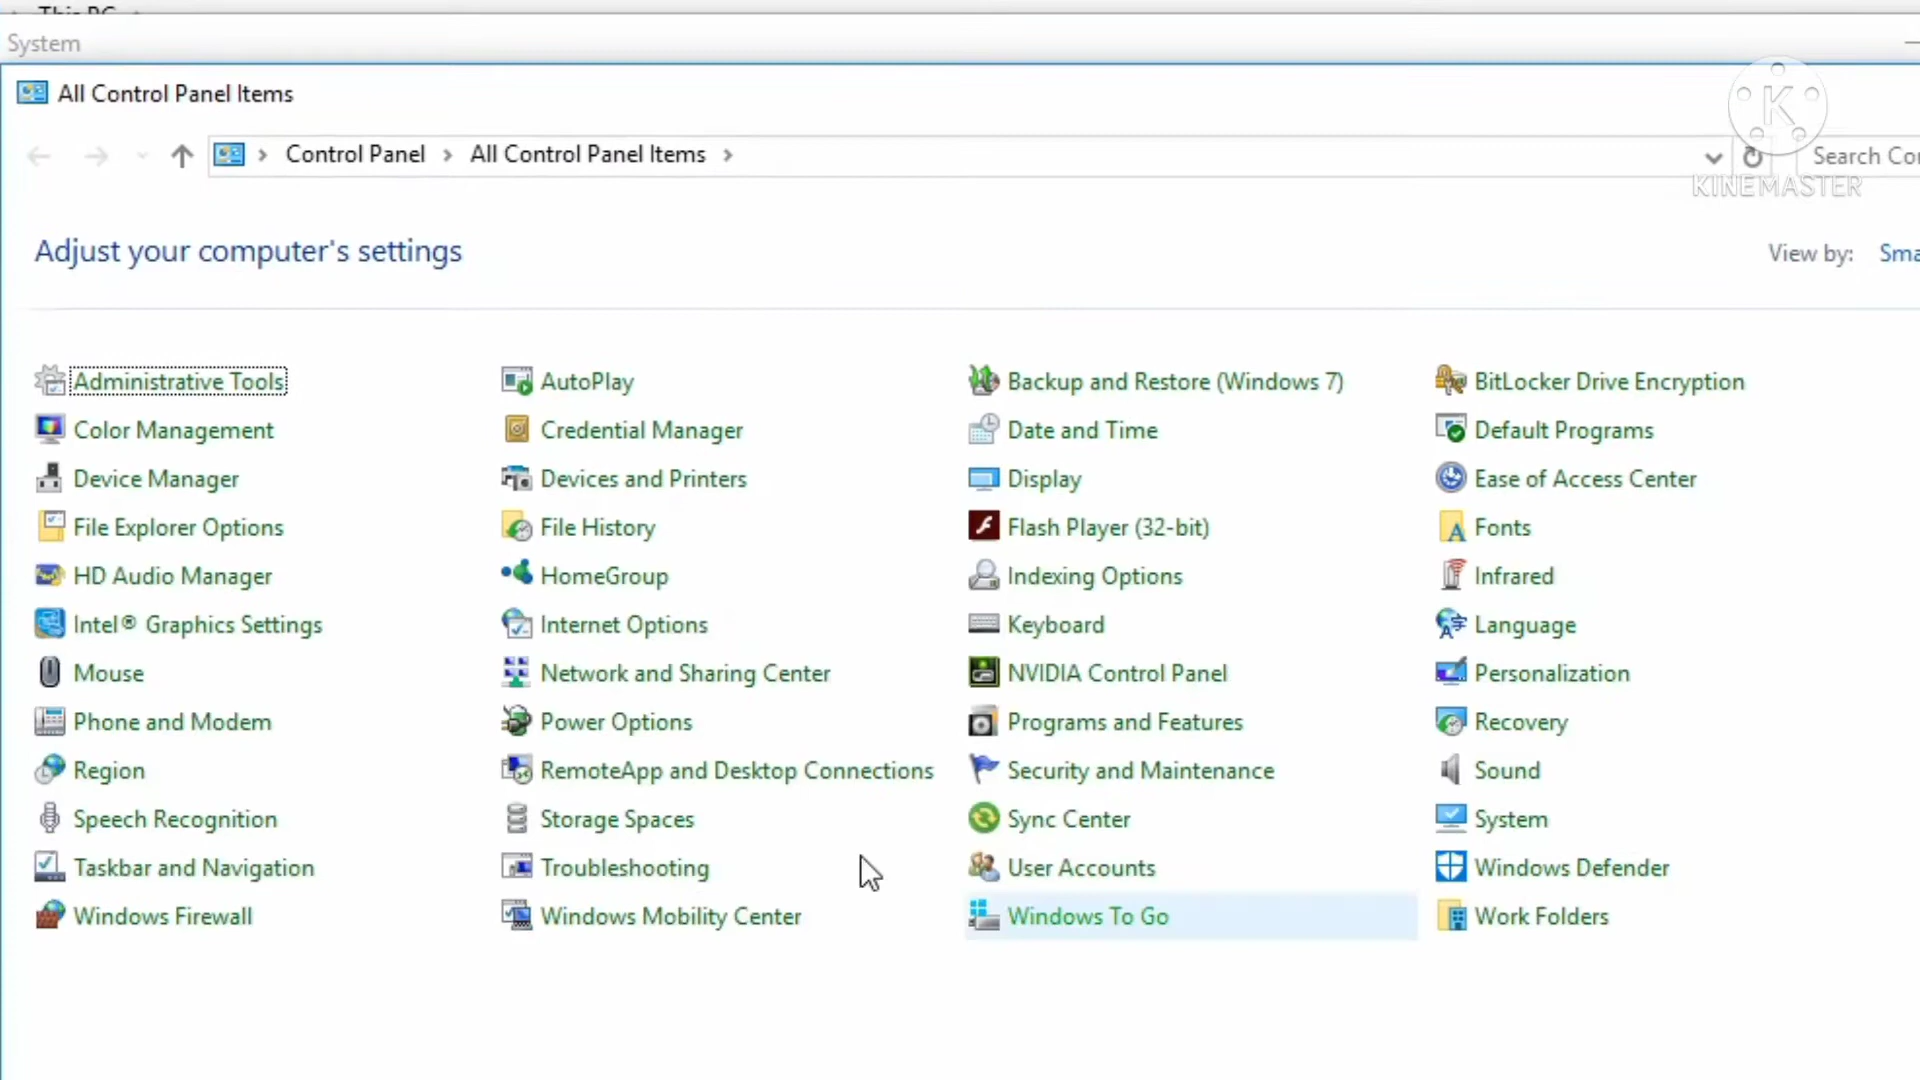 This PC
System
All Control Panel Items
Control Panel > All Control Panel Items >
Search Co
KINEMASTER
Adjust your computer's settings
View by: Sma
Administrative Tools
AutoPlay
Backup and Restore (Windows 7)
BitLocker Drive Encryption
Color Management
Credential Manager
Date and Time
Default Programs
Device Manager
Devices and Printers
Display
Ease of Access Center
File Explorer Options
File History
Flash Player (32-bit)
Fonts
HD Audio Manager
HomeGroup
Indexing Options
Infrared
Intel® Graphics Settings
Internet Options
Keyboard
Language
Mouse
Network and Sharing Center
NVIDIA Control Panel
Personalization
Phone and Modem
Power Options
Programs and Features
Recovery
Region
RemoteApp and Desktop Connections
Security and Maintenance
Sound
Speech Recognition
Storage Spaces
Sync Center
System
Taskbar and Navigation
Troubleshooting
User Accounts
Windows Defender
Windows Firewall
Windows Mobility Center
Windows To Go
Work Folders